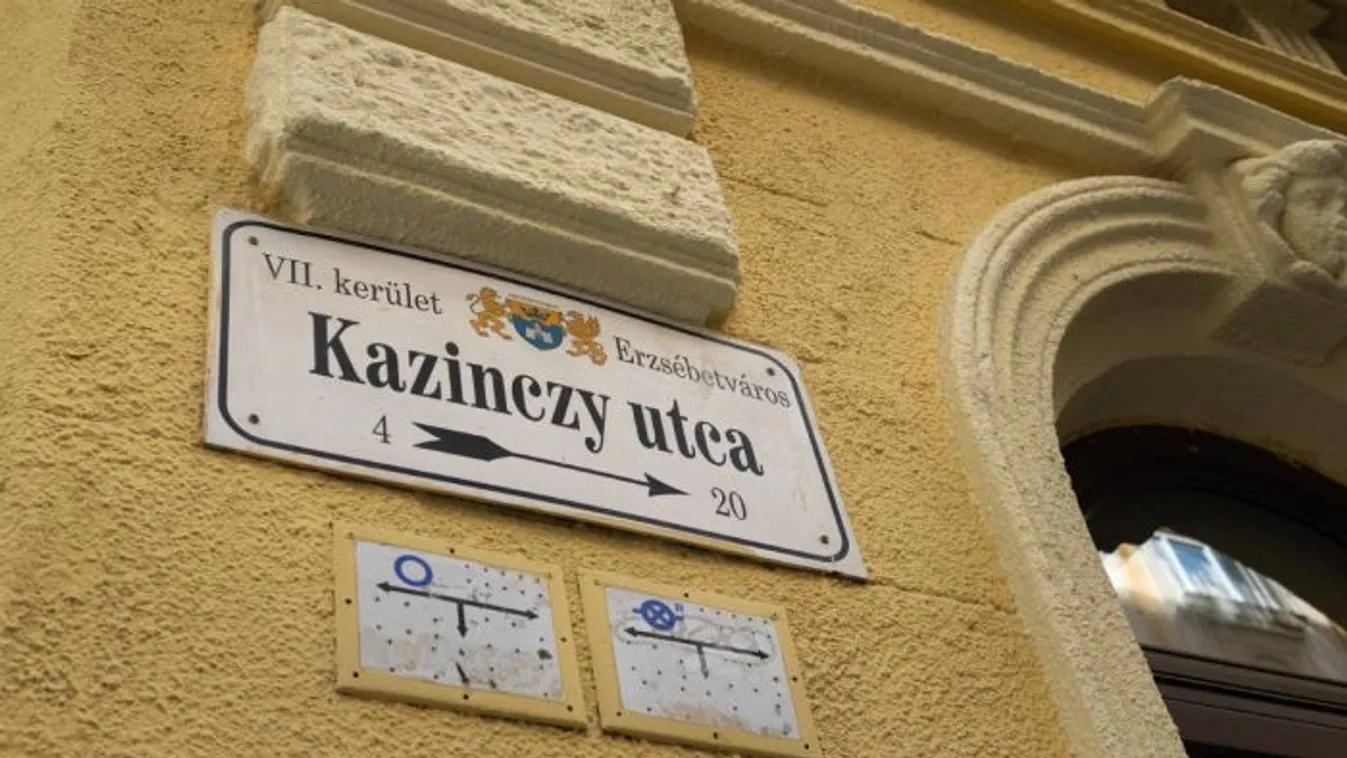 VII. kerület Erzsébetváros
Kazinczy utca
4 20